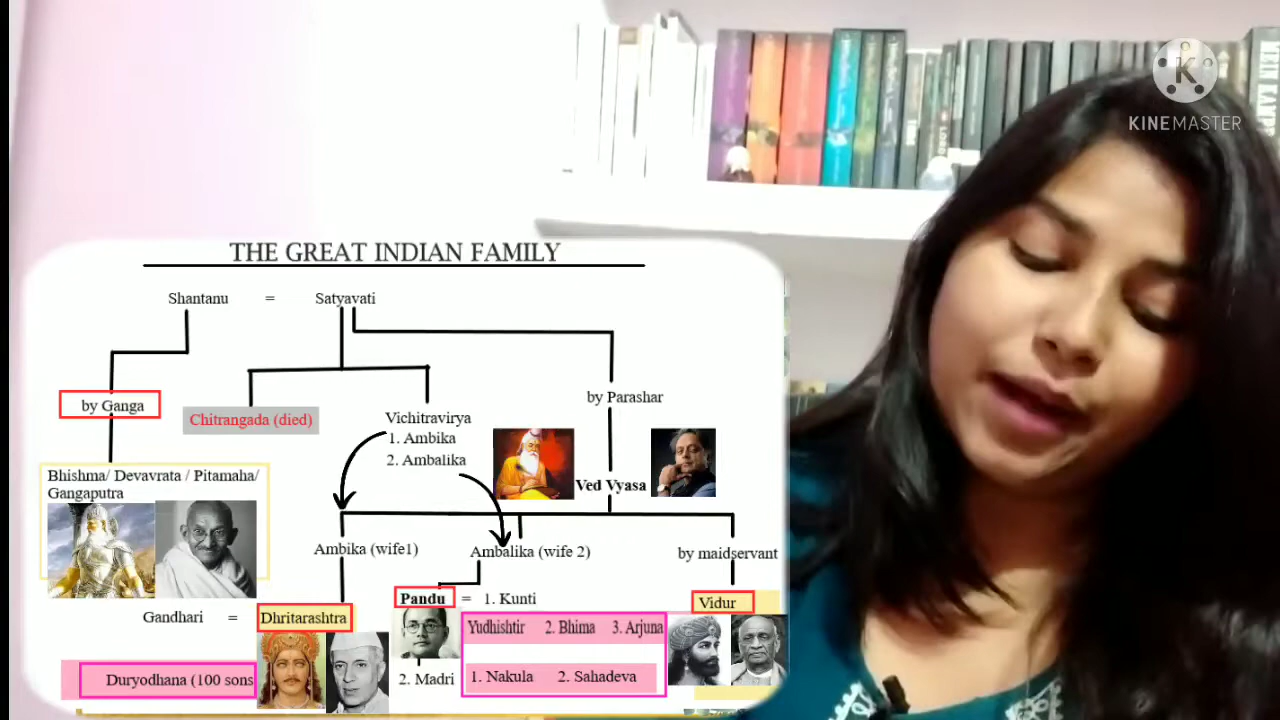 KINEMASTER
THE GREAT INDIAN FAMILY
Shantanu = Satyavati
by Ganga
Chitrangada (died)
Vichitravirya
1. Ambika
2. Ambalika
by Parashar
Bhishma/ Devavrata / Pitamaha/
Gangaputra
Ved Vyasa
Ambika (wife1)
Ambalika (wife 2)
by maidservant
Gandhari = Dhritarashtra
Pandu = 1. Kunti
Vidur
Yudhishtir 2. Bhima 3. Arjuna
Duryodhana (100 sons
2. Madri
1. Nakula 2. Sahadeva